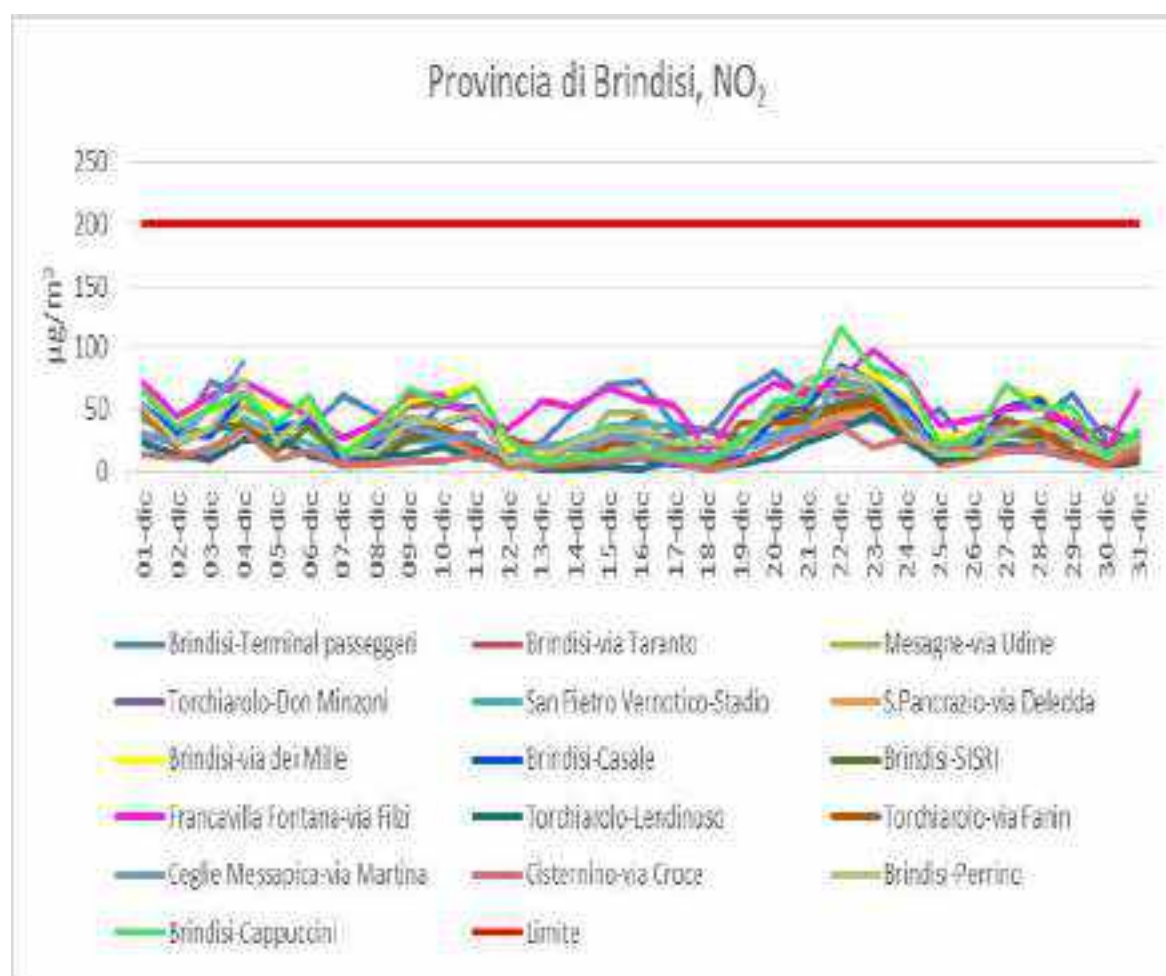 Provincia di Brindisi, NO₂
250
200
150
100
50
0
µg/m³
01-dic
02-dic
03-dic
04-dic
05-dic
06-dic
07-dic
08-dic
09-dic
10-dic
11-dic
12-dic
13-dic
14-dic
15-dic
16-dic
17-dic
18-dic
19-dic
20-dic
21-dic
22-dic
23-dic
24-dic
25-dic
26-dic
27-dic
28-dic
29-dic
30-dic
31-dic
Brindisi-Terminal passeggeri Brindisi-via Taranto Mesagne-via Udine
Torchiarolo-Don Minzoni San Pietro Vernotico-Stadio S.Pancrazio-via Deledda
Brindisi-via dei Mille Brindisi-Casale Brindisi-SISRI
Francavilla Fontana-via Filzi Torchiarolo-Lendinoso Torchiarolo-via Fanin
Ceglie Messapica-via Martina Cisternino-via Croce Brindisi-Perrino
Brindisi-Cappuccini Limite